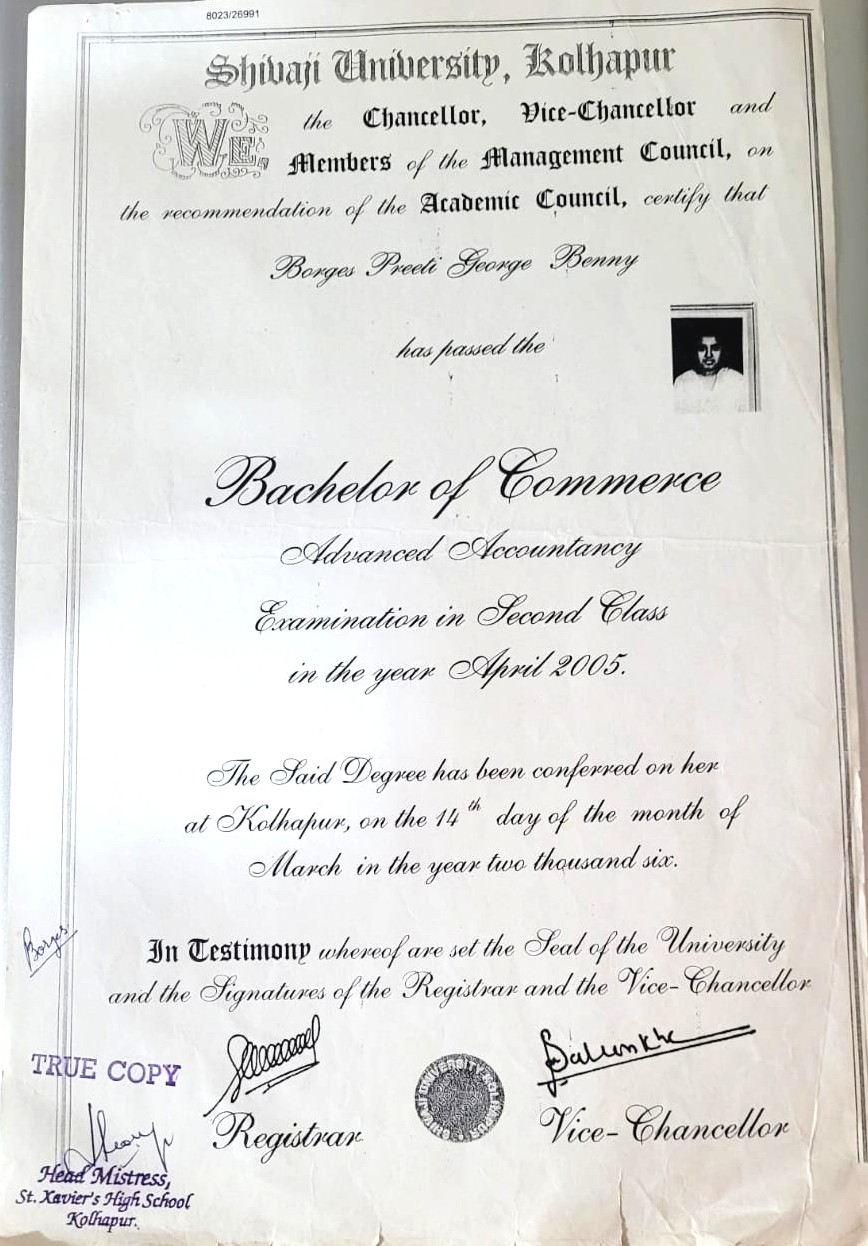 8023/26991
Shivaji University, Kolhapur
WE, the Chancellor, Vice-Chancellor and
Members of the Management Council, on
the recommendation of the Academic Council, certify that
Borges Preeti George Benny
has passed the
Bachelor of Commerce
Advanced Accountancy
Examination in Second Class
in the year April 2005.
The Said Degree has been conferred on her
at Kolhapur, on the 14th day of the month of
March in the year two thousand six.
Borges
In Testimony whereof are set the Seal of the University
and the Signatures of the Registrar and the Vice-Chancellor
TRUE COPY
Registrar
Vice-Chancellor
Head Mistress,
St. Xavier's High School
Kolhapur.